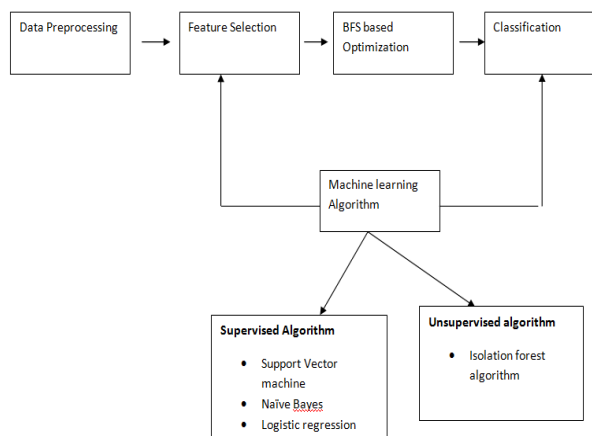 Data Preprocessing
Feature Selection
BFS based
Optimization
Classification
Machine learning
Algorithm
Supervised Algorithm
• Support Vector
machine
• Naïve Bayes
• Logistic regression
Unsupervised algorithm
• Isolation forest
algorithm